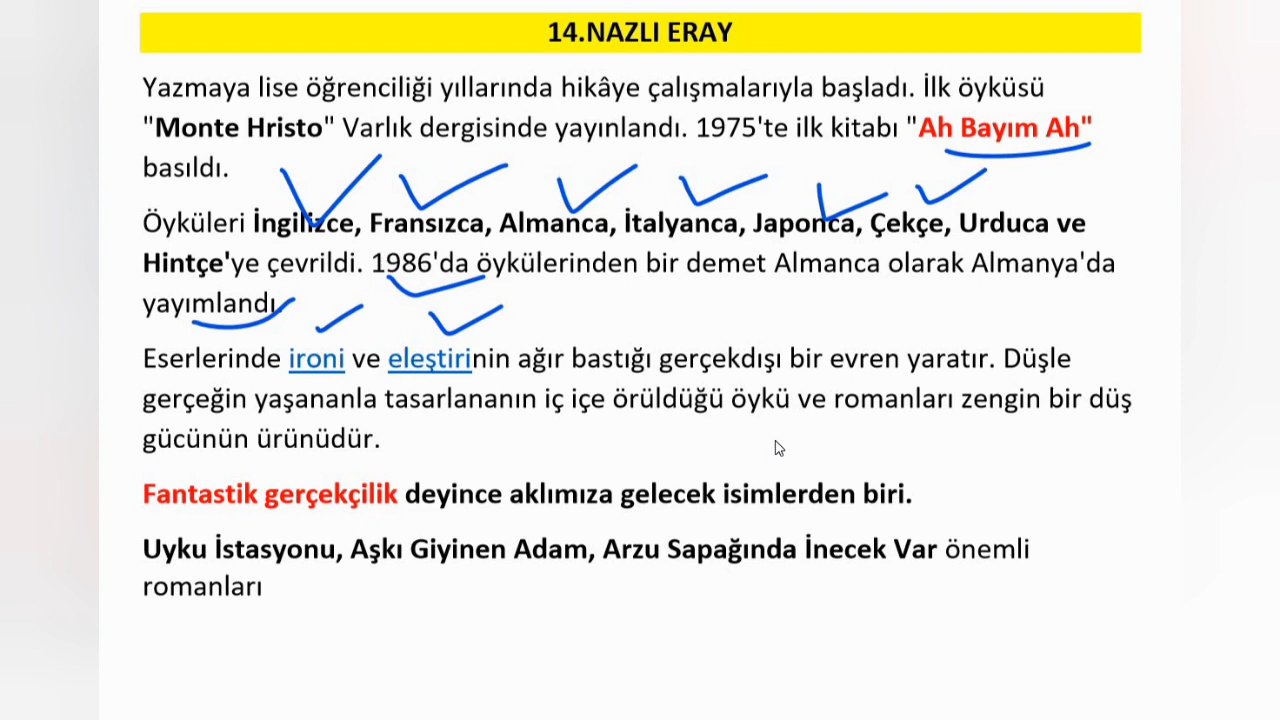 14.NAZLI ERAY
Yazmaya lise öğrenciliği yıllarında hikâye çalışmalarıyla başladı. İlk öyküsü
"Monte Hristo" Varlık dergisinde yayınlandı. 1975'te ilk kitabı "Ah Bayım Ah"
basıldı.
Öyküleri İngilizce, Fransızca, Almanca, İtalyanca, Japonca, Çekçe, Urduca ve
Hintçe'ye çevrildi. 1986'da öykülerinden bir demet Almanca olarak Almanya'da
yayımlandı.
Eserlerinde ironi ve eleştirinin ağır bastığı gerçekdışı bir evren yaratır. Düşle
gerçeğin yaşananla tasarlananın iç içe örüldüğü öykü ve romanları zengin bir düş
gücünün ürünüdür.
Fantastik gerçekçilik deyince aklımıza gelecek isimlerden biri.
Uyku İstasyonu, Aşkı Giyinen Adam, Arzu Sapağında İnecek Var önemli
romanları